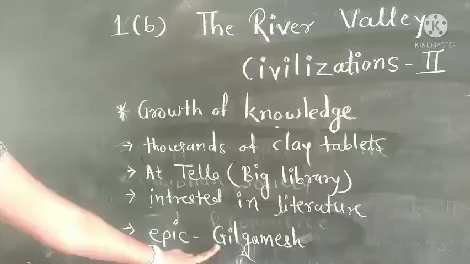 1(b) The River Valley
Civilizations - II
KINEMASTER
* Growth of knowledge
→ thousands of clay tablets
→ At Tello (Big library)
→ intrested in literature
→ epic - Gilgamesh